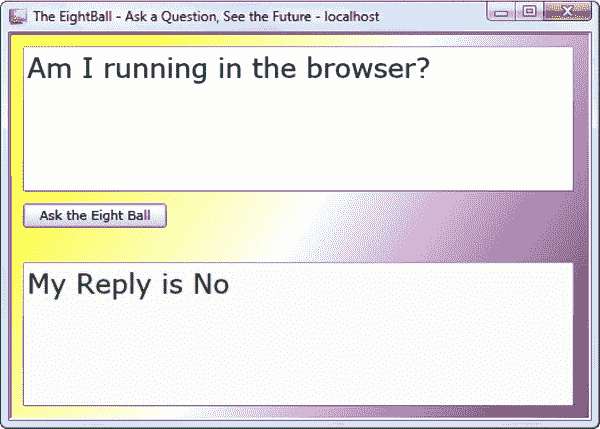 The EightBall - Ask a Question, See the Future - localhost
Am I running in the browser?
Ask the Eight Ball
My Reply is No